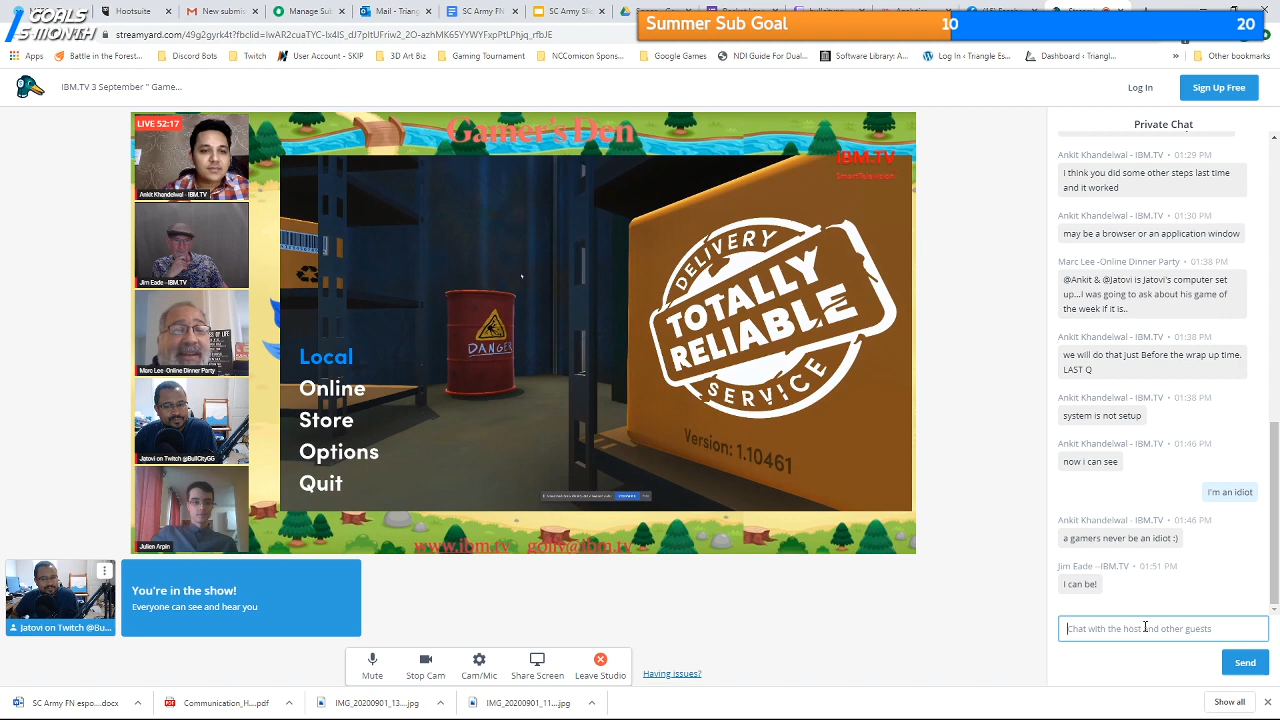 GOALS
5 MONTH
Hootsuite
New submis
Manage Sub
Mail - Triang
SC Army FN
SC Army Slid
Summer Sub Goal
10
20
streamyard.com
Apps
Battle in
Discord Bots
Twitch
User Account - SKIP
3D Art Biz
Gaming Tournament
NCComicon Spons...
Google Games
NDI Guide For Dual...
Software Library: A...
Log In ‹ Triangle Es...
Dashboard ‹ Triangl...
»
Other bookmarks
IBM.TV 3 September " Game...
Log In
Sign Up Free
LIVE 52:17
Gamer's Den
IBM.TV
SmartTelevision
Ankit Khandelwal - IBM.TV
Jim Eade - IBM.TV
Marc Lee -Online Dinner Party
Jatovi on Twitch @BullCityGG
Julien Arpin
DANGER
DELIVERY
TOTALLY
RELIABLE
SERVICE
Version: 1.10461
Local
Online
Store
Options
Quit
www.ibm.tv gonv@ibm.tv
Jatovi on Twitch @Bu...
You're in the show!
Everyone can see and hear you
Mute
Stop Cam
Cam/Mic
Share Screen
Leave Studio
Having issues?
Private Chat
Ankit Khandelwal - IBM.TV • 01:29 PM
I think you did some other steps last time
and it worked
Ankit Khandelwal - IBM.TV • 01:30 PM
may be a browser or an application window
Marc Lee -Online Dinner Party • 01:38 PM
@Ankit & @Jatovi is Jatovi's computer set
up...I was going to ask about his game of
the week if it is..
Ankit Khandelwal - IBM.TV • 01:38 PM
we will do that just Before the wrap up time.
LAST Q
Ankit Khandelwal - IBM.TV • 01:38 PM
system is not setup
Ankit Khandelwal - IBM.TV • 01:46 PM
now i can see
I'm an idiot
Ankit Khandelwal - IBM.TV • 01:46 PM
a gamers never be an idiot :)
Jim Eade --IBM.TV • 01:51 PM
I can be!
Chat with the host and other guests
Send
SC Army FN espo....docx
Communication_H....pdf
IMG_20200901_13....jpg
IMG_20200901_11....jpg
Show all